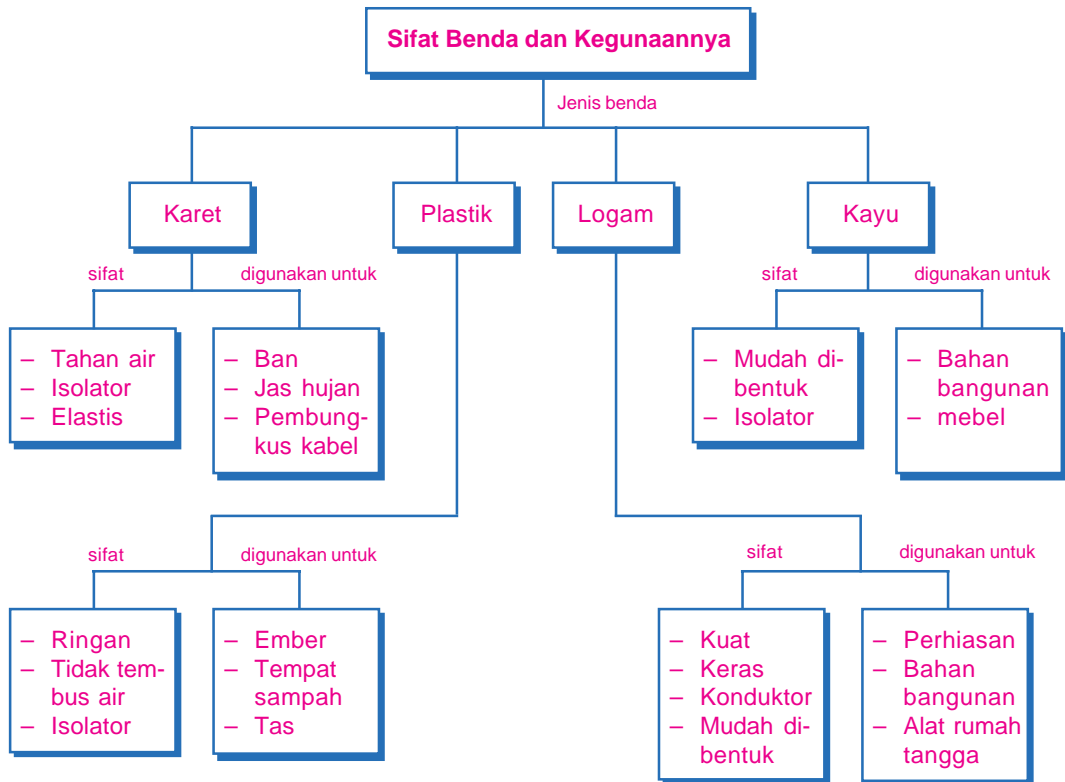 Sifat Benda dan Kegunaannya
Jenis benda
Karet
Plastik
Logam
Kayu
sifat
digunakan untuk
– Tahan air
– Isolator
– Elastis
– Ban
– Jas hujan
– Pembung-
kus kabel
sifat
digunakan untuk
– Mudah di-
bentuk
– Isolator
– Bahan
bangunan
– mebel
sifat
digunakan untuk
– Ringan
– Tidak tem-
bus air
– Isolator
– Ember
– Tempat
sampah
– Tas
sifat
digunakan untuk
– Kuat
– Keras
– Konduktor
– Mudah di-
bentuk
– Perhiasan
– Bahan
bangunan
– Alat rumah
tangga